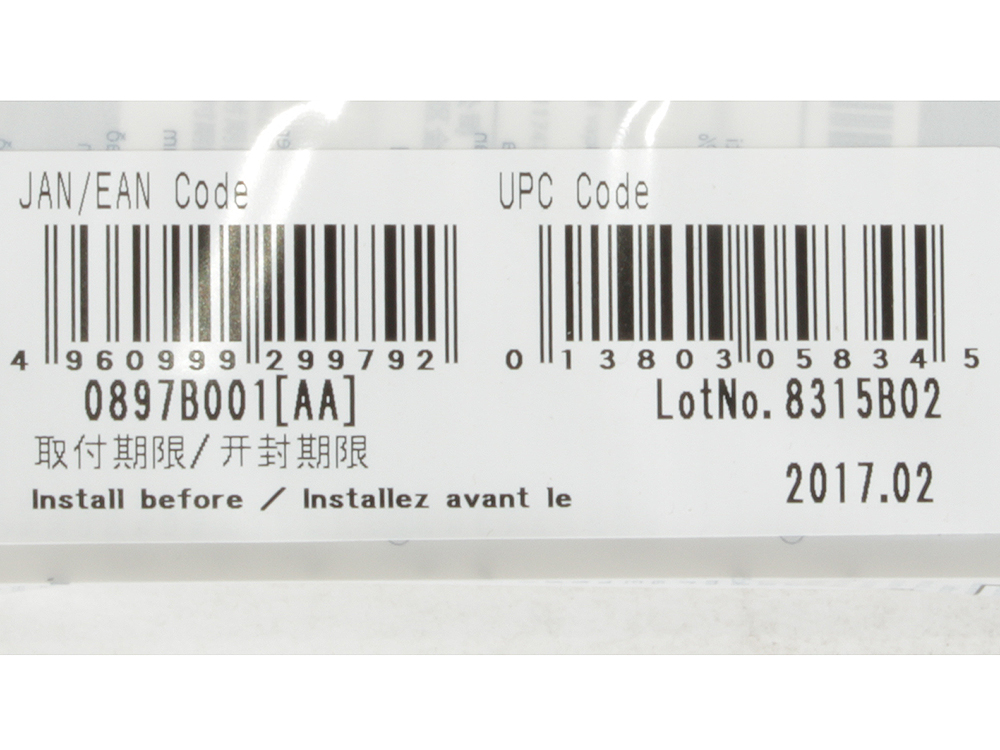 JAN/EAN Code
UPC Code
4 960999 299792
0 13803 05834 5
0897B001[AA]
LotNo. 8315B02
取付期限/开封期限
Install before / Installez avant le
2017.02